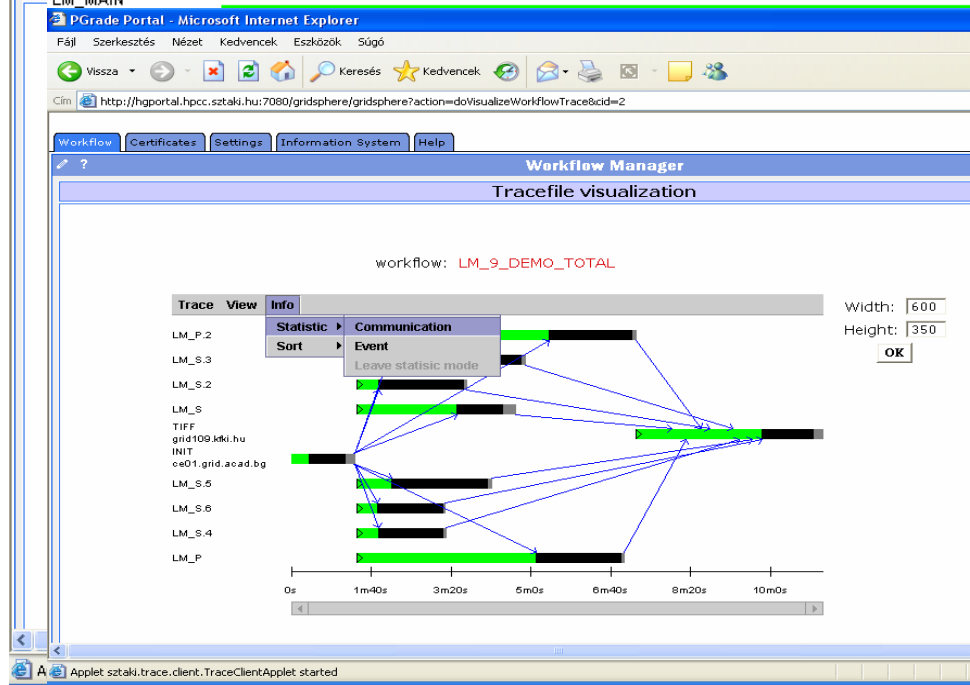 LM_MAIN
PGrade Portal - Microsoft Internet Explorer
Fájl Szerkesztés Nézet Kedvencek Eszközök Súgó
Vissza Keresés Kedvencek
Cím http://hgportal.hpcc.sztaki.hu:7080/gridsphere/gridsphere?action=doVisualizeWorkflowTrace&cid=2
Workflow Certificates Settings Information System Help
? Workflow Manager
Tracefile visualization
workflow: LM_9_DEMO_TOTAL
Trace View Info
Width: 600
Statistic Communication
LM_P.2
Height: 350
Sort Event
OK
LM_S.3
Leave statisic mode
LM_S.2
LM_S
TIFF
grid109.kfki.hu
INIT
ce01.grid.acad.bg
LM_S.5
LM_S.6
LM_S.4
LM_P
0s 1m40s 3m20s 5m0s 6m40s 8m20s 10m0s
A Applet sztaki.trace.client.TraceClientApplet started